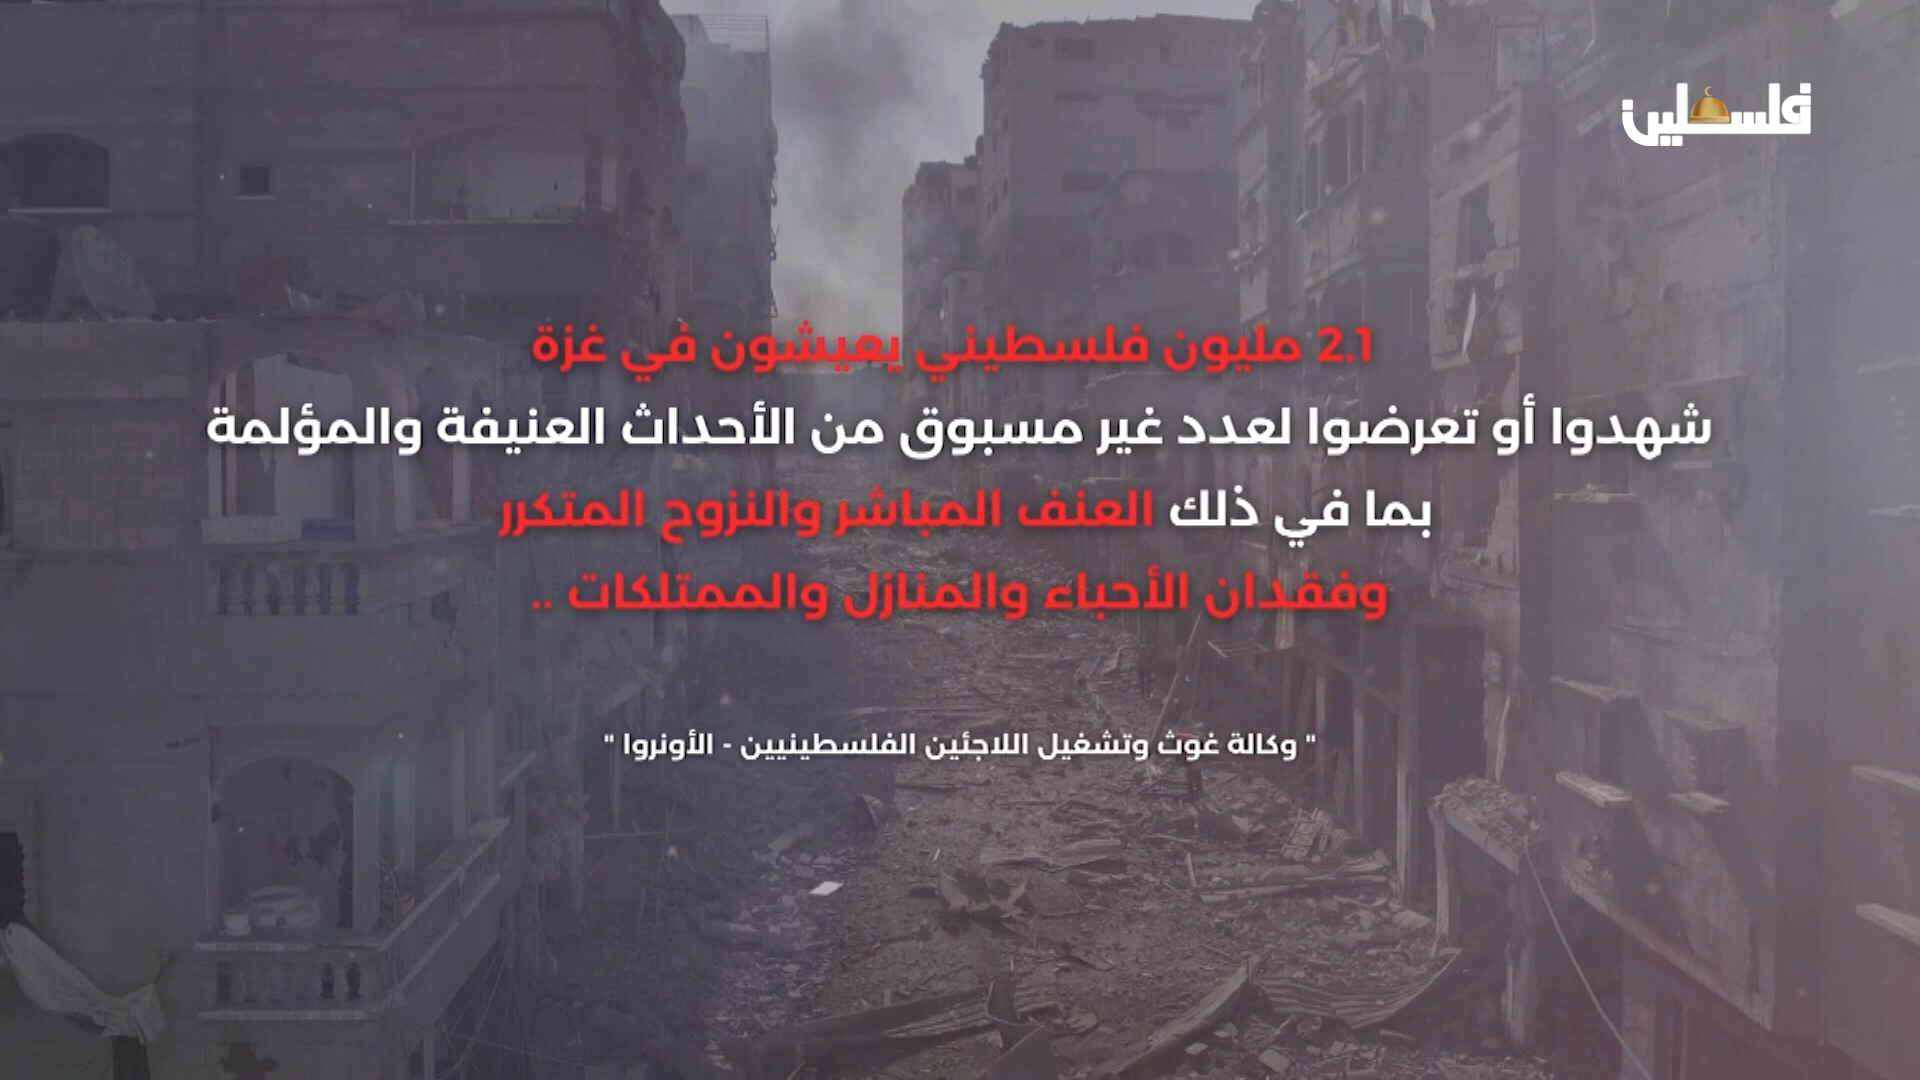 فلسطين
2.1 مليون فلسطيني يعيشون في غزة
شهدوا أو تعرضوا لعدد غير مسبوق من الأحداث العنيفة والمؤلمة
بما في ذلك العنف المباشر والنزوح المتكرر
وفقدان الأحباء والمنازل والممتلكات ..
" وكالة غوث وتشغيل اللاجئين الفلسطينيين - الأونروا "